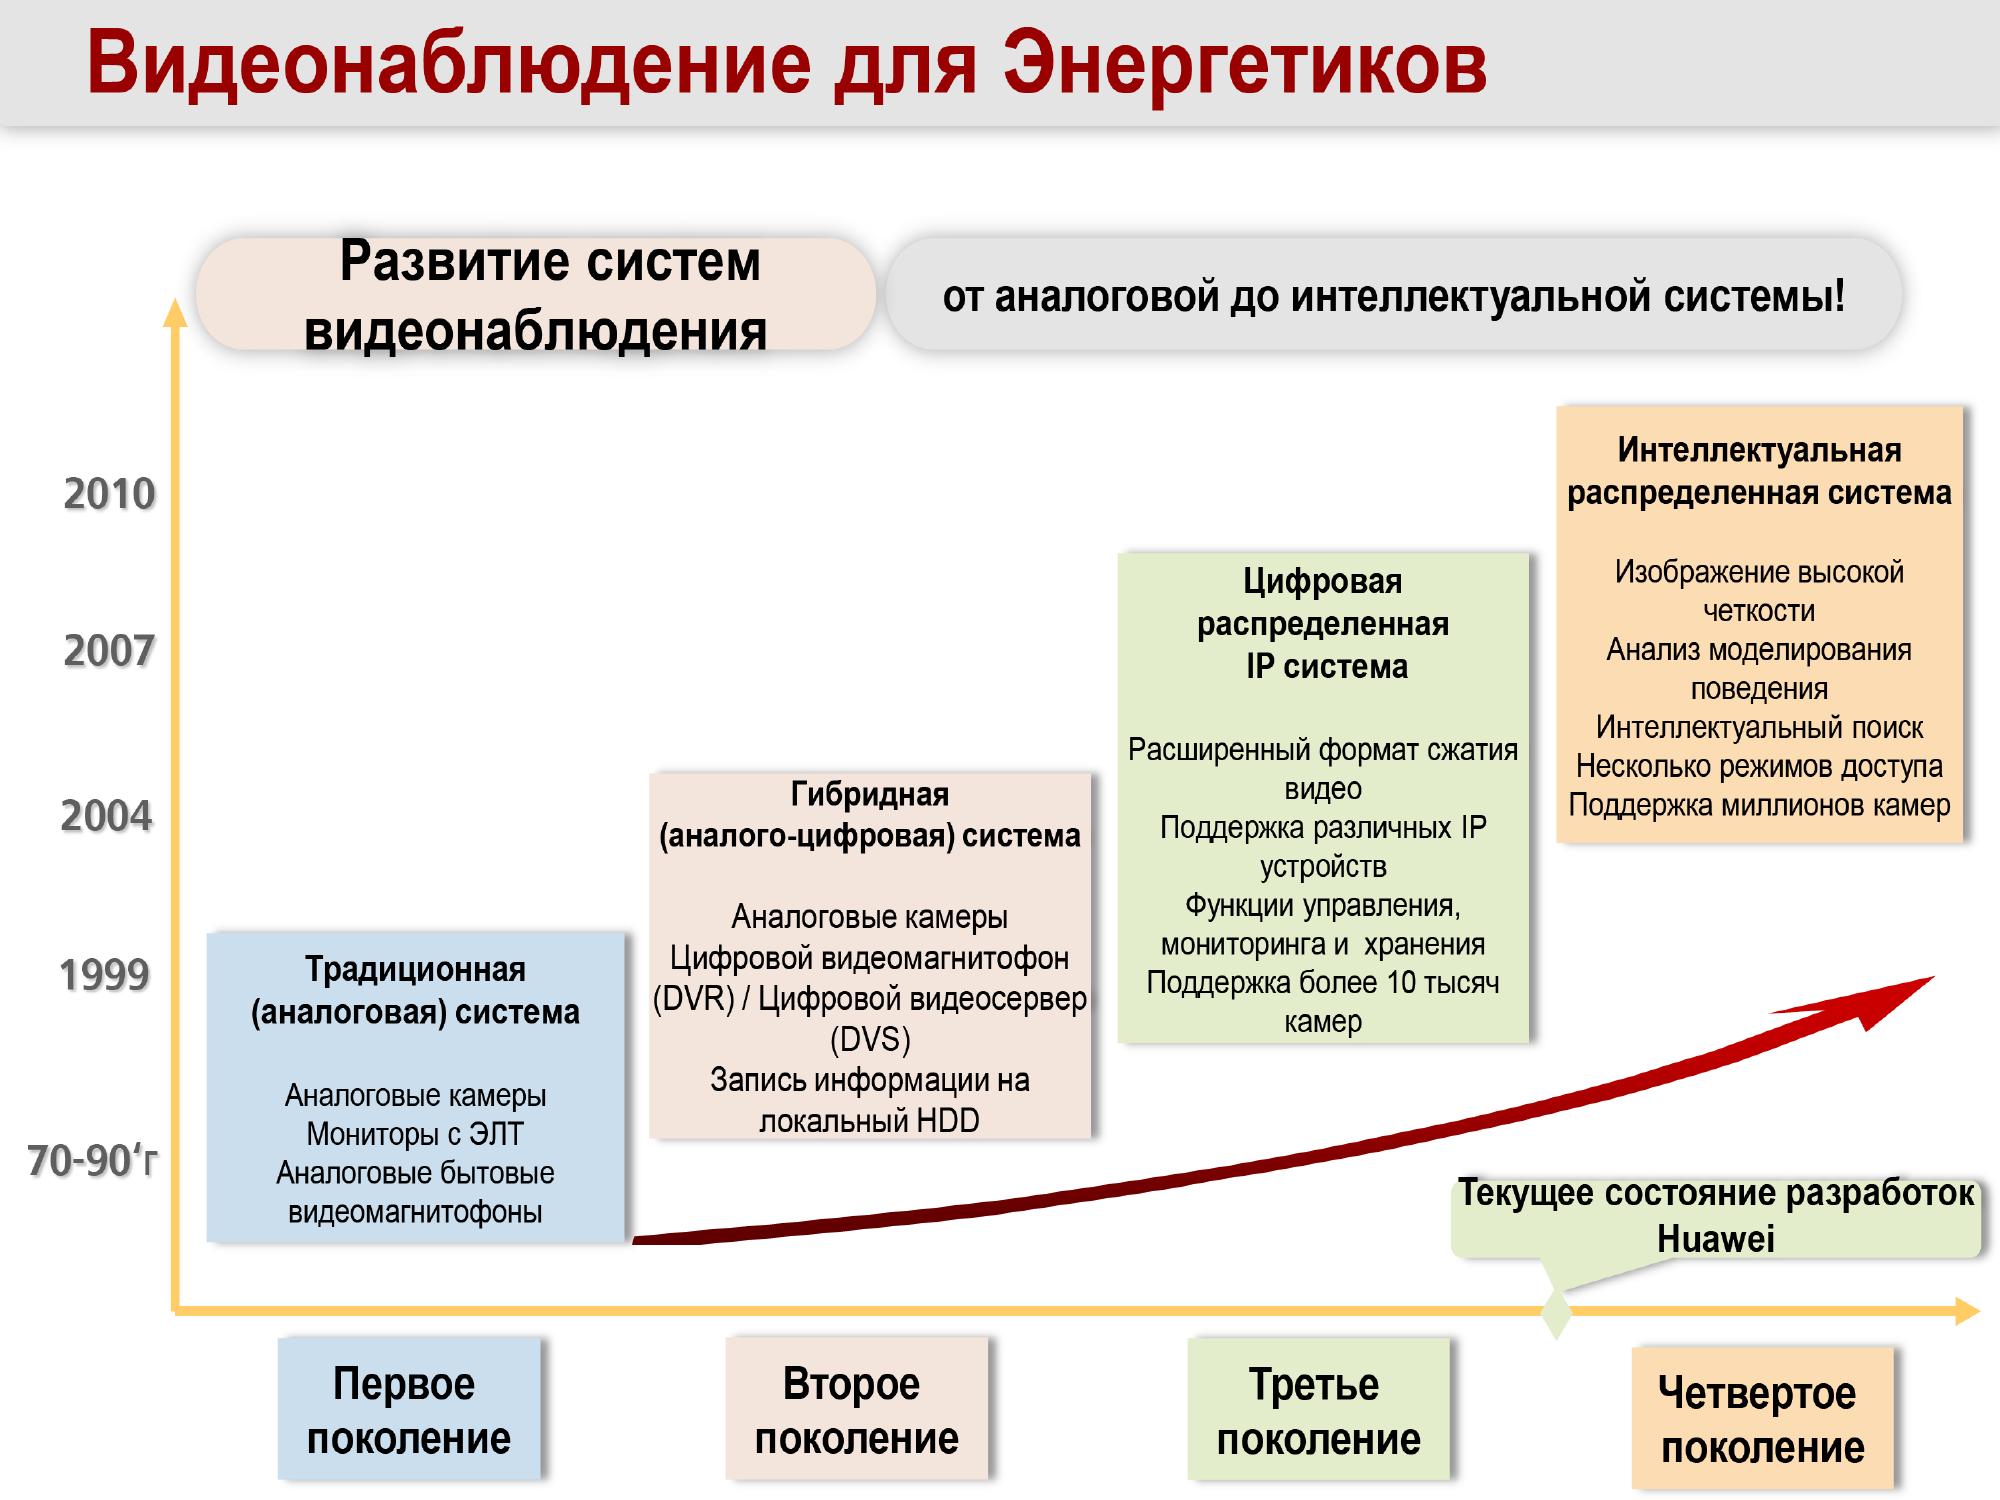 Видеонаблюдение для Энергетиков
Развитие систем
видеонаблюдения
от аналоговой до интеллектуальной системы!
2010
2007
2004
1999
70-90‘г
Традиционная
(аналоговая) система
Аналоговые камеры
Мониторы с ЭЛТ
Аналоговые бытовые
видеомагнитофоны
Гибридная
(аналого-цифровая) система
Аналоговые камеры
Цифровой видеомагнитофон
(DVR) / Цифровой видеосервер
(DVS)
Запись информации на
локальный HDD
Цифровая
распределенная
IP система
Расширенный формат сжатия
видео
Поддержка различных IP
устройств
Функции управления,
мониторинга и хранения
Поддержка более 10 тысяч
камер
Интеллектуальная
распределенная система
Изображение высокой
четкости
Анализ моделирования
поведения
Интеллектуальный поиск
Несколько режимов доступа
Поддержка миллионов камер
Текущее состояние разработок
Huawei
Первое
поколение
Второе
поколение
Третье
поколение
Четвертое
поколение